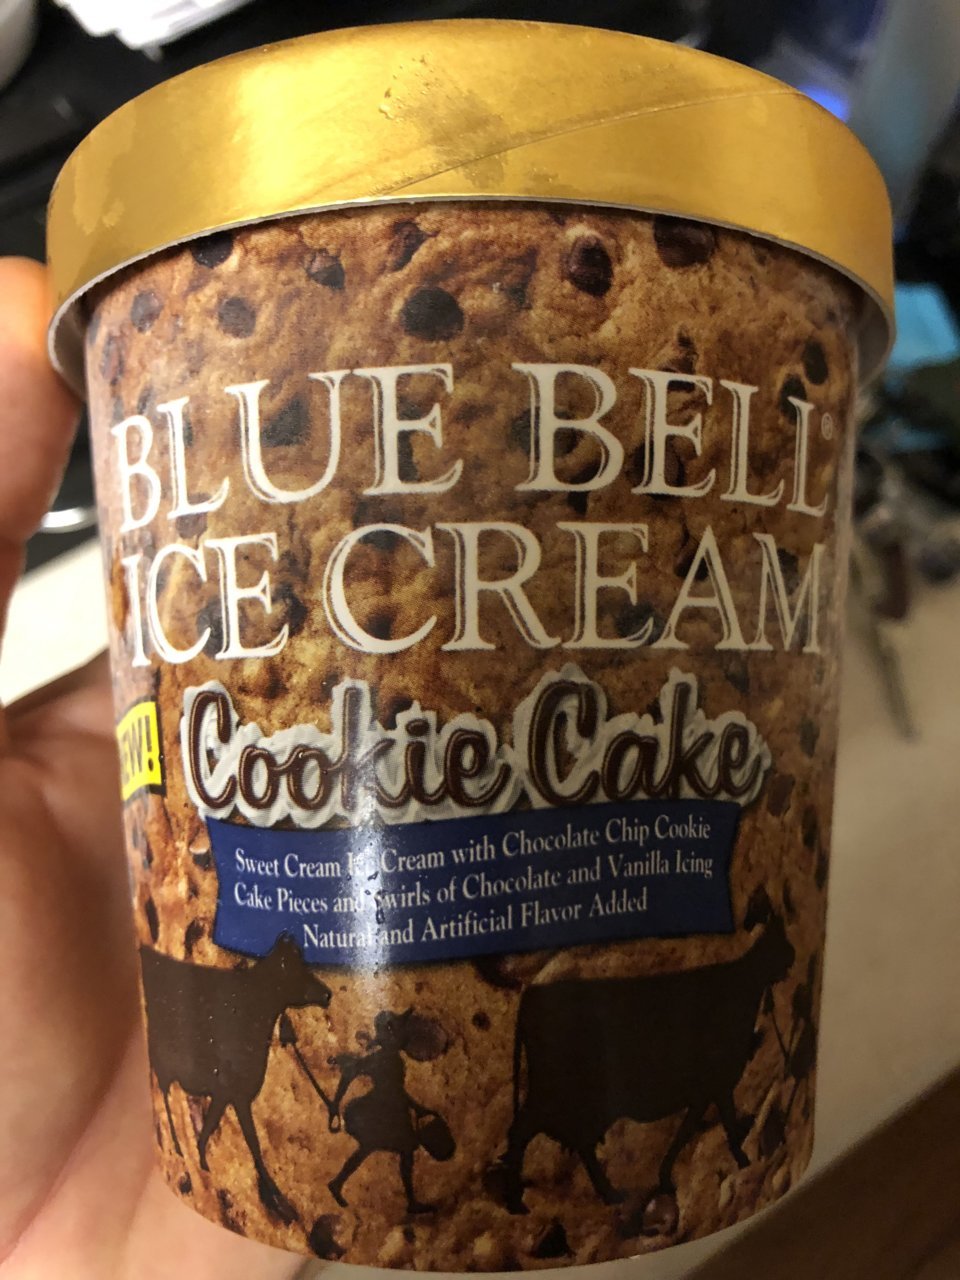 BLUE BELL®
ICE CREAM
Cookie Cake
Sweet Cream Ice Cream with Chocolate Chip Cookie
Cake Pieces and Swirls of Chocolate and Vanilla Icing
Natural and Artificial Flavor Added